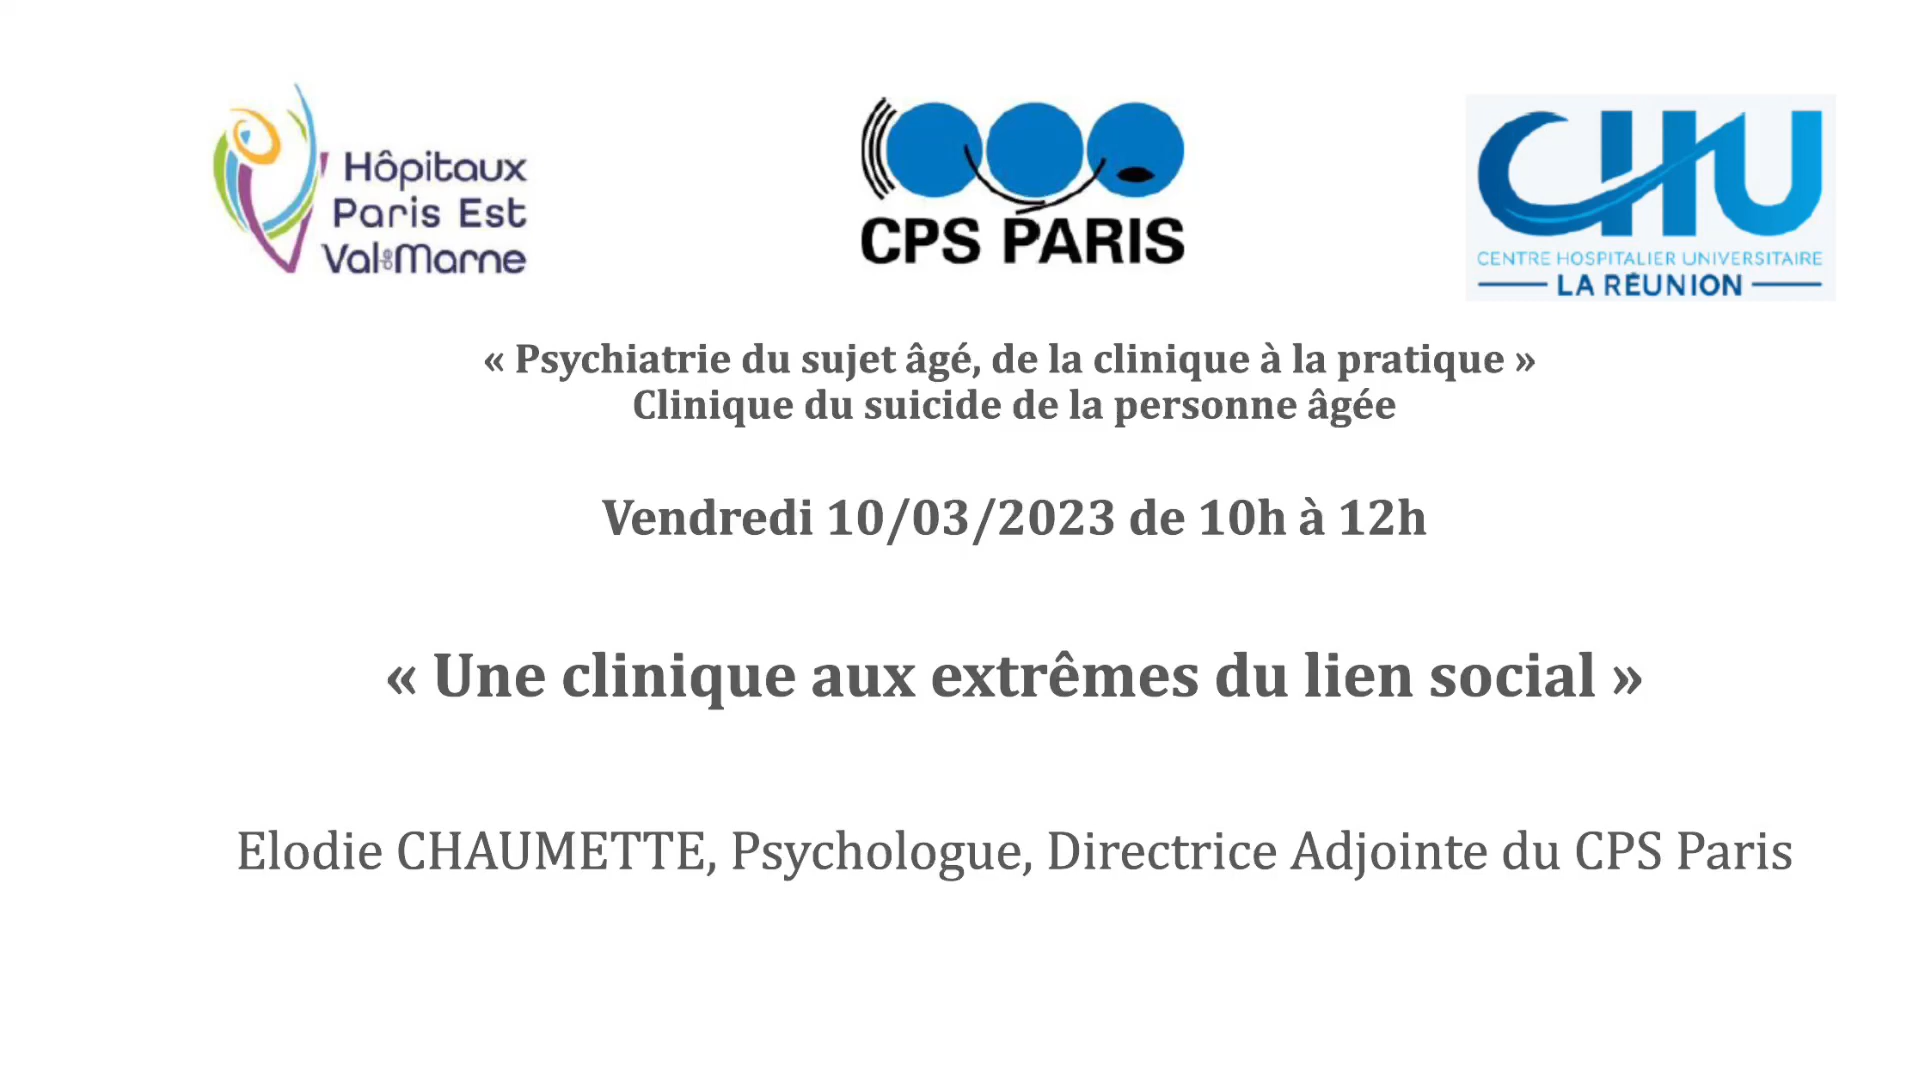 Hôpitaux
Paris Est
Val de Marne
CPS PARIS
CHU
CENTRE HOSPITALIER UNIVERSITAIRE
LA RÉUNION
« Psychiatrie du sujet âgé, de la clinique à la pratique »
Clinique du suicide de la personne âgée
Vendredi 10/03/2023 de 10h à 12h
« Une clinique aux extrêmes du lien social »
Elodie CHAUMETTE, Psychologue, Directrice Adjointe du CPS Paris